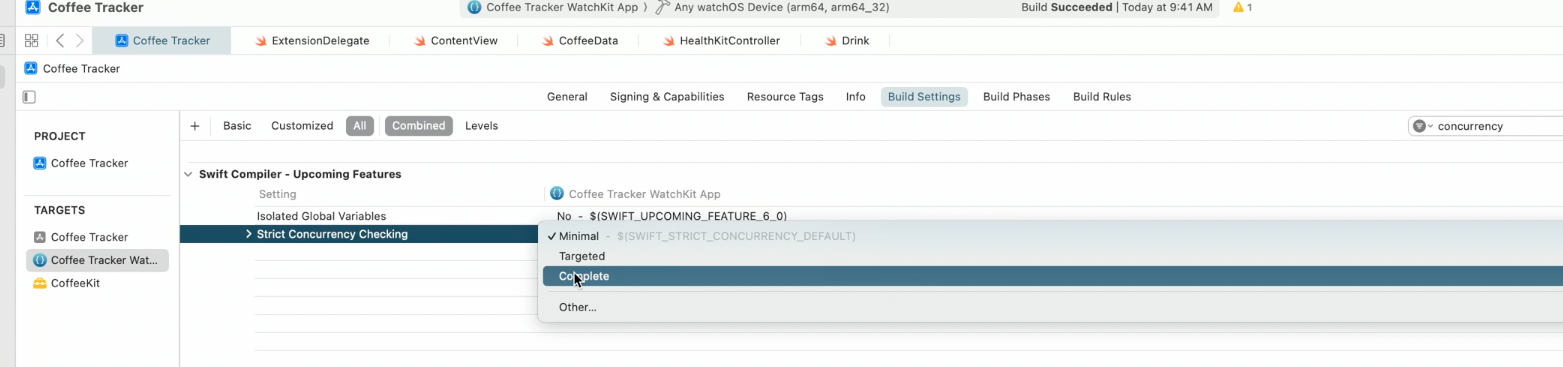 Coffee Tracker
Coffee Tracker WatchKit App 〉 Any watchOS Device (arm64, arm64_32)
Build Succeeded | Today at 9:41 AM
1
Coffee Tracker
ExtensionDelegate
ContentView
CoffeeData
HealthKitController
Drink
Coffee Tracker
General
Signing & Capabilities
Resource Tags
Info
Build Settings
Build Phases
Build Rules
+ Basic Customized All Combined Levels
concurrency
PROJECT
Coffee Tracker
TARGETS
Coffee Tracker
Coffee Tracker Wat...
CoffeeKit
Swift Compiler - Upcoming Features
Setting
Coffee Tracker WatchKit App
Isolated Global Variables
No - $(SWIFT_UPCOMING_FEATURE_6_0)
Strict Concurrency Checking
Minimal - $(SWIFT_STRICT_CONCURRENCY_DEFAULT)
Targeted
Complete
Other...